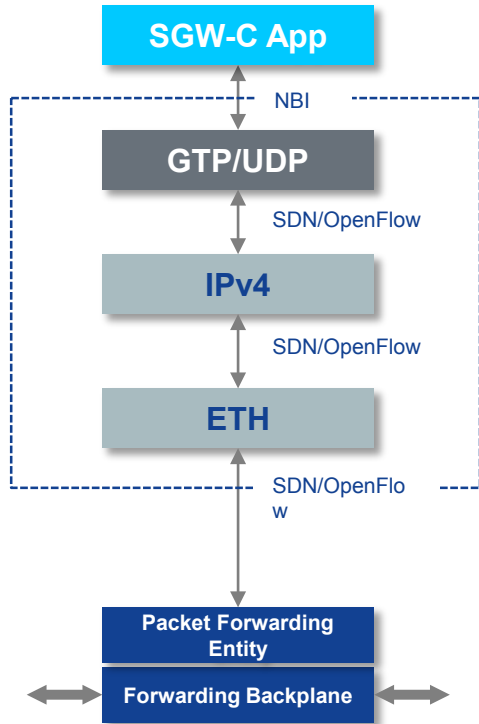 SGW-C App
NBI
GTP/UDP
SDN/OpenFlow
IPv4
SDN/OpenFlow
ETH
SDN/OpenFlo
w
Packet Forwarding
Entity
Forwarding Backplane